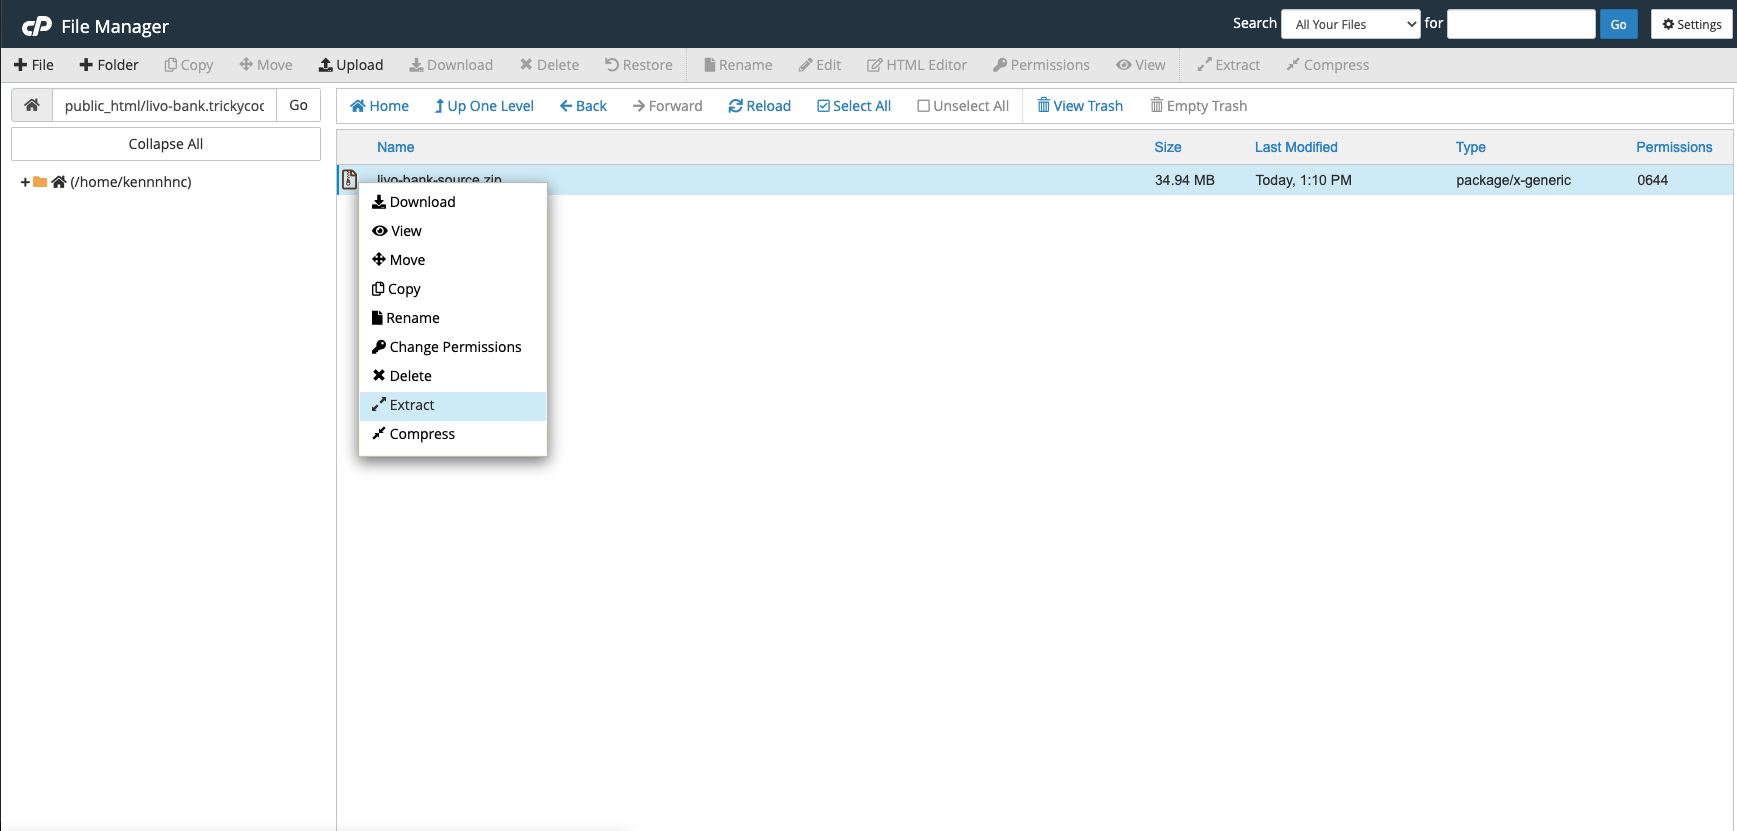 cP File Manager
Search All Your Files for Go Settings
File Folder Copy Move Upload Download Delete Restore Rename Edit HTML Editor Permissions View Extract Compress
public_html/livo-bank.trickycoc Go
Home Up One Level Back Forward Reload Select All Unselect All View Trash Empty Trash
Collapse All
Name Size Last Modified Type Permissions
(/home/kennnhnc)
livo-bank-source.zip 34.94 MB Today, 1:10 PM package/x-generic 0644
Download
View
Move
Copy
Rename
Change Permissions
Delete
Extract
Compress